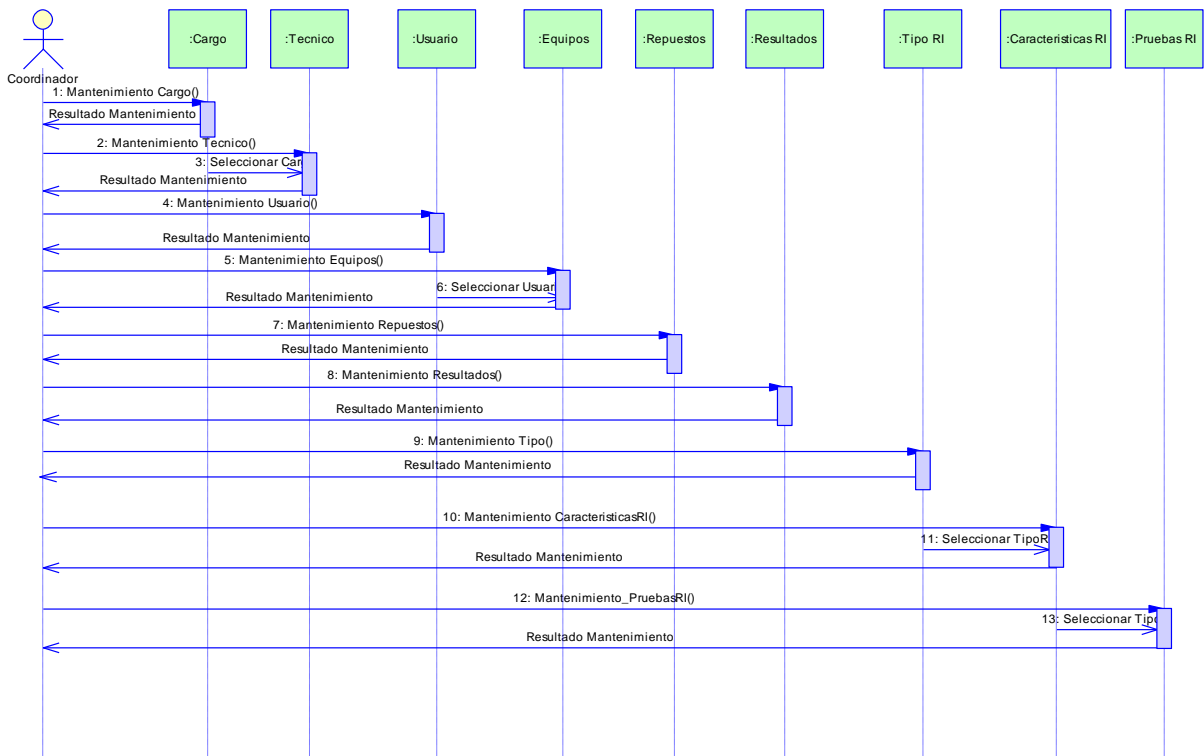 :Cargo
:Tecnico
:Usuario
:Equipos
:Repuestos
:Resultados
:Tipo RI
:Caracteristicas RI
:Pruebas RI
Coordinador
1: Mantenimiento Cargo()
Resultado Mantenimiento
2: Mantenimiento Tecnico()
3: Seleccionar Car
Resultado Mantenimiento
4: Mantenimiento Usuario()
Resultado Mantenimiento
5: Mantenimiento Equipos()
6: Seleccionar Usuar
Resultado Mantenimiento
7: Mantenimiento Repuestos()
Resultado Mantenimiento
8: Mantenimiento Resultados()
Resultado Mantenimiento
9: Mantenimiento Tipo()
Resultado Mantenimiento
10: Mantenimiento CaracteristicasRI()
11: Seleccionar TipoR
Resultado Mantenimiento
12: Mantenimiento_PruebasRI()
13: Seleccionar Tipo
Resultado Mantenimiento